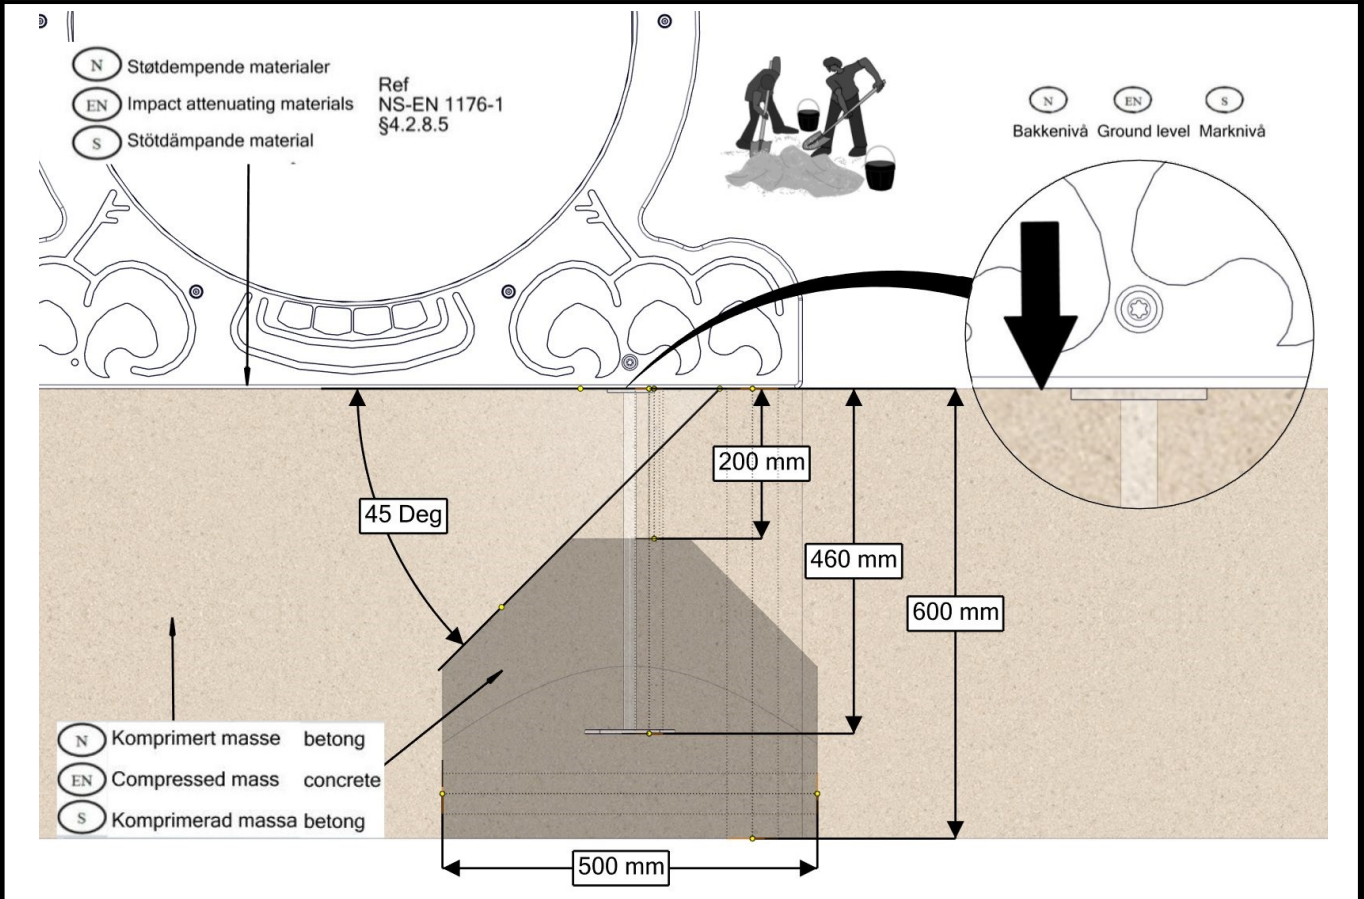 N Støtdempende materialer
EN Impact attenuating materials
S Stötdämpande material
Ref
NS-EN 1176-1
§4.2.8.5
N EN S
Bakkenivå Ground level Marknivå
200 mm
45 Deg
460 mm
600 mm
N Komprimert masse betong
EN Compressed mass concrete
S Komprimerad massa betong
500 mm